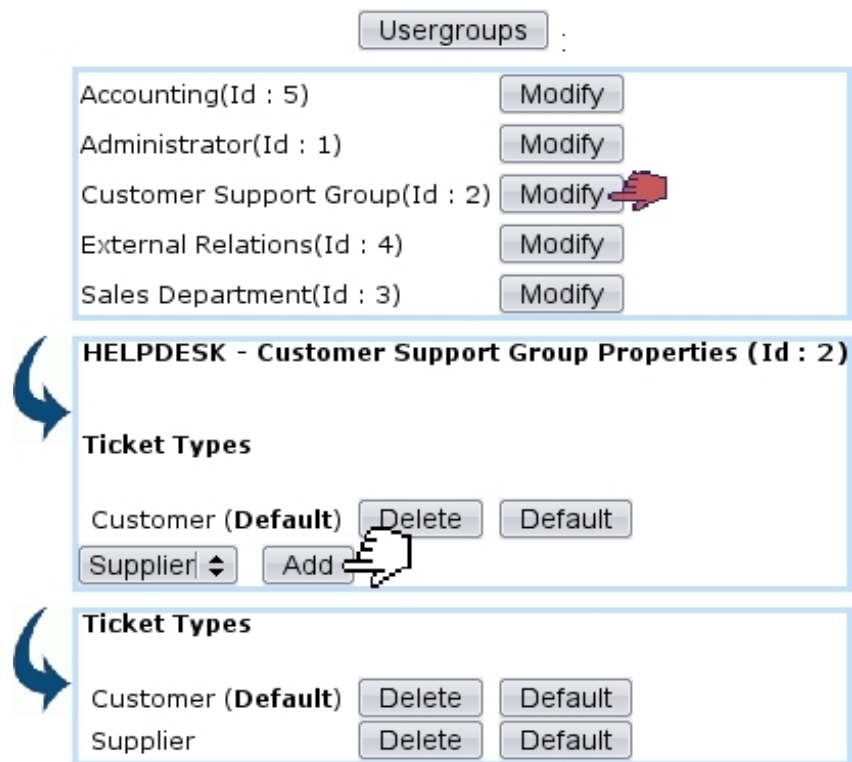 Usergroups :
Accounting(Id : 5) Modify
Administrator(Id : 1) Modify
Customer Support Group(Id : 2) Modify
External Relations(Id : 4) Modify
Sales Department(Id : 3) Modify
HELPDESK - Customer Support Group Properties (Id : 2)
Ticket Types
Customer (Default) Delete Default
Supplier Add
Ticket Types
Customer (Default) Delete Default
Supplier Delete Default